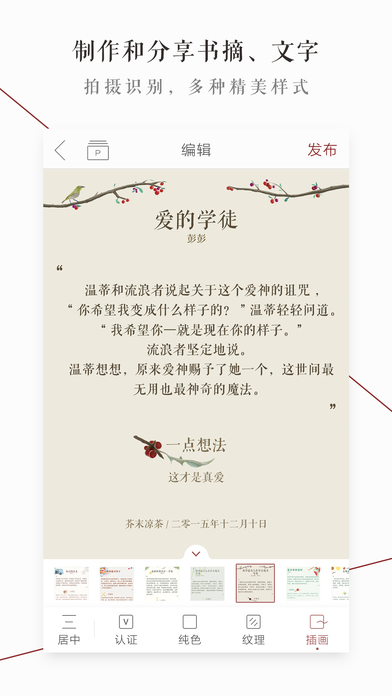 制作和分享书摘、文字
拍摄识别，多种精美样式
P
编辑
发布
爱的学徒
彭彭
“
温蒂和流浪者说起关于这个爱神的诅咒，
“你希望我变成什么样子的？”温蒂轻轻问道。
“我希望你—就是现在你的样子。”
流浪者坚定地说。
温蒂想想，原来爱神赐予了她一个，这世间最
无用也最神奇的魔法。
”
一点想法
这才是真爱
芥末凉茶 / 二零一五年十二月十日
居中
V
认证
纯色
纹理
插画